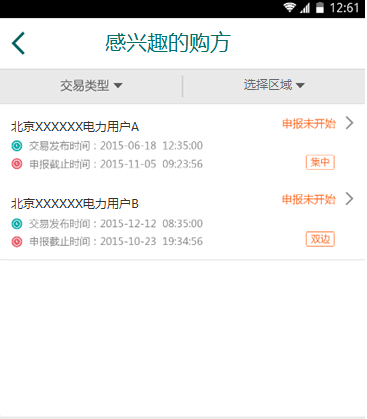 12:61
感兴趣的购方
交易类型
选择区域
北京XXXXXX电力用户A
申报未开始
交易发布时间：2015-06-18 12:35:00
申报截止时间：2015-11-05 09:23:56
集中
北京XXXXXX电力用户B
申报未开始
交易发布时间：2015-12-12 08:35:00
申报截止时间：2015-10-23 19:34:56
双边